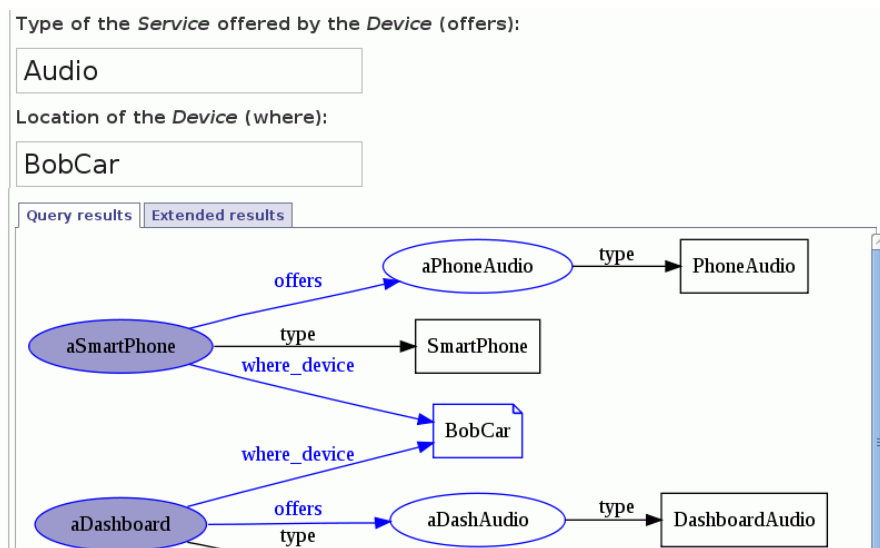 Type of the Service offered by the Device (offers):
Audio
Location of the Device (where):
BobCar
Query results Extended results
aPhoneAudio type PhoneAudio
offers
aSmartPhone type SmartPhone
where_device
BobCar
where_device
aDashboard offers aDashAudio type DashboardAudio
type